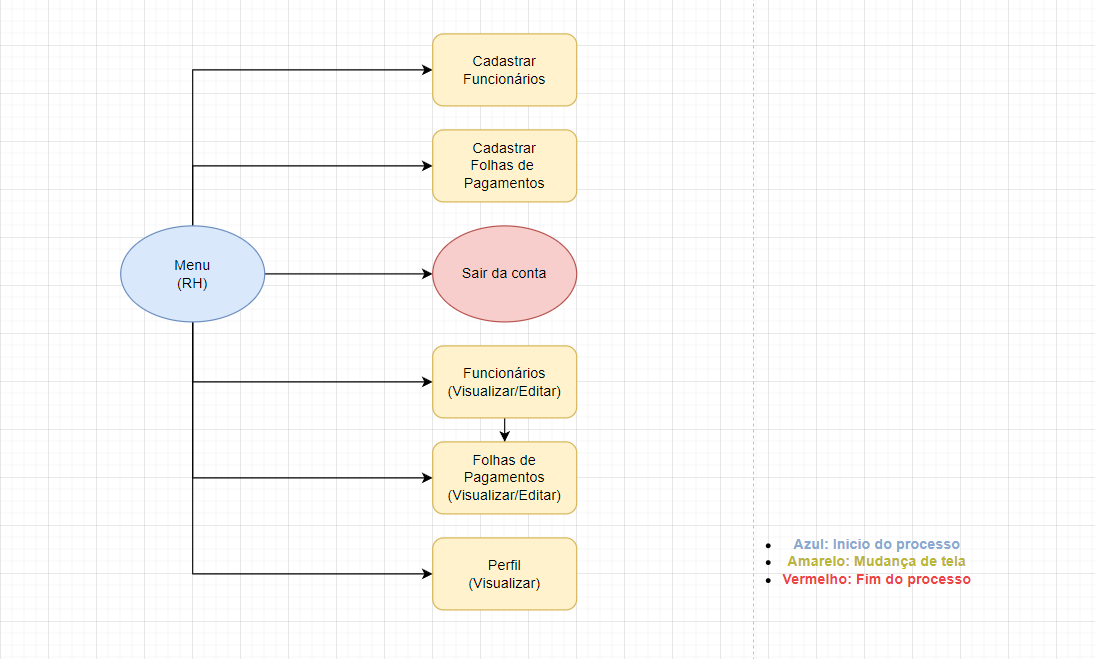 Cadastrar
Funcionários
Cadastrar
Folhas de
Pagamentos
Menu
(RH)
Sair da conta
Funcionários
(Visualizar/Editar)
Folhas de
Pagamentos
(Visualizar/Editar)
Perfil
(Visualizar)
Azul: Inicio do processo
Amarelo: Mudança de tela
Vermelho: Fim do processo